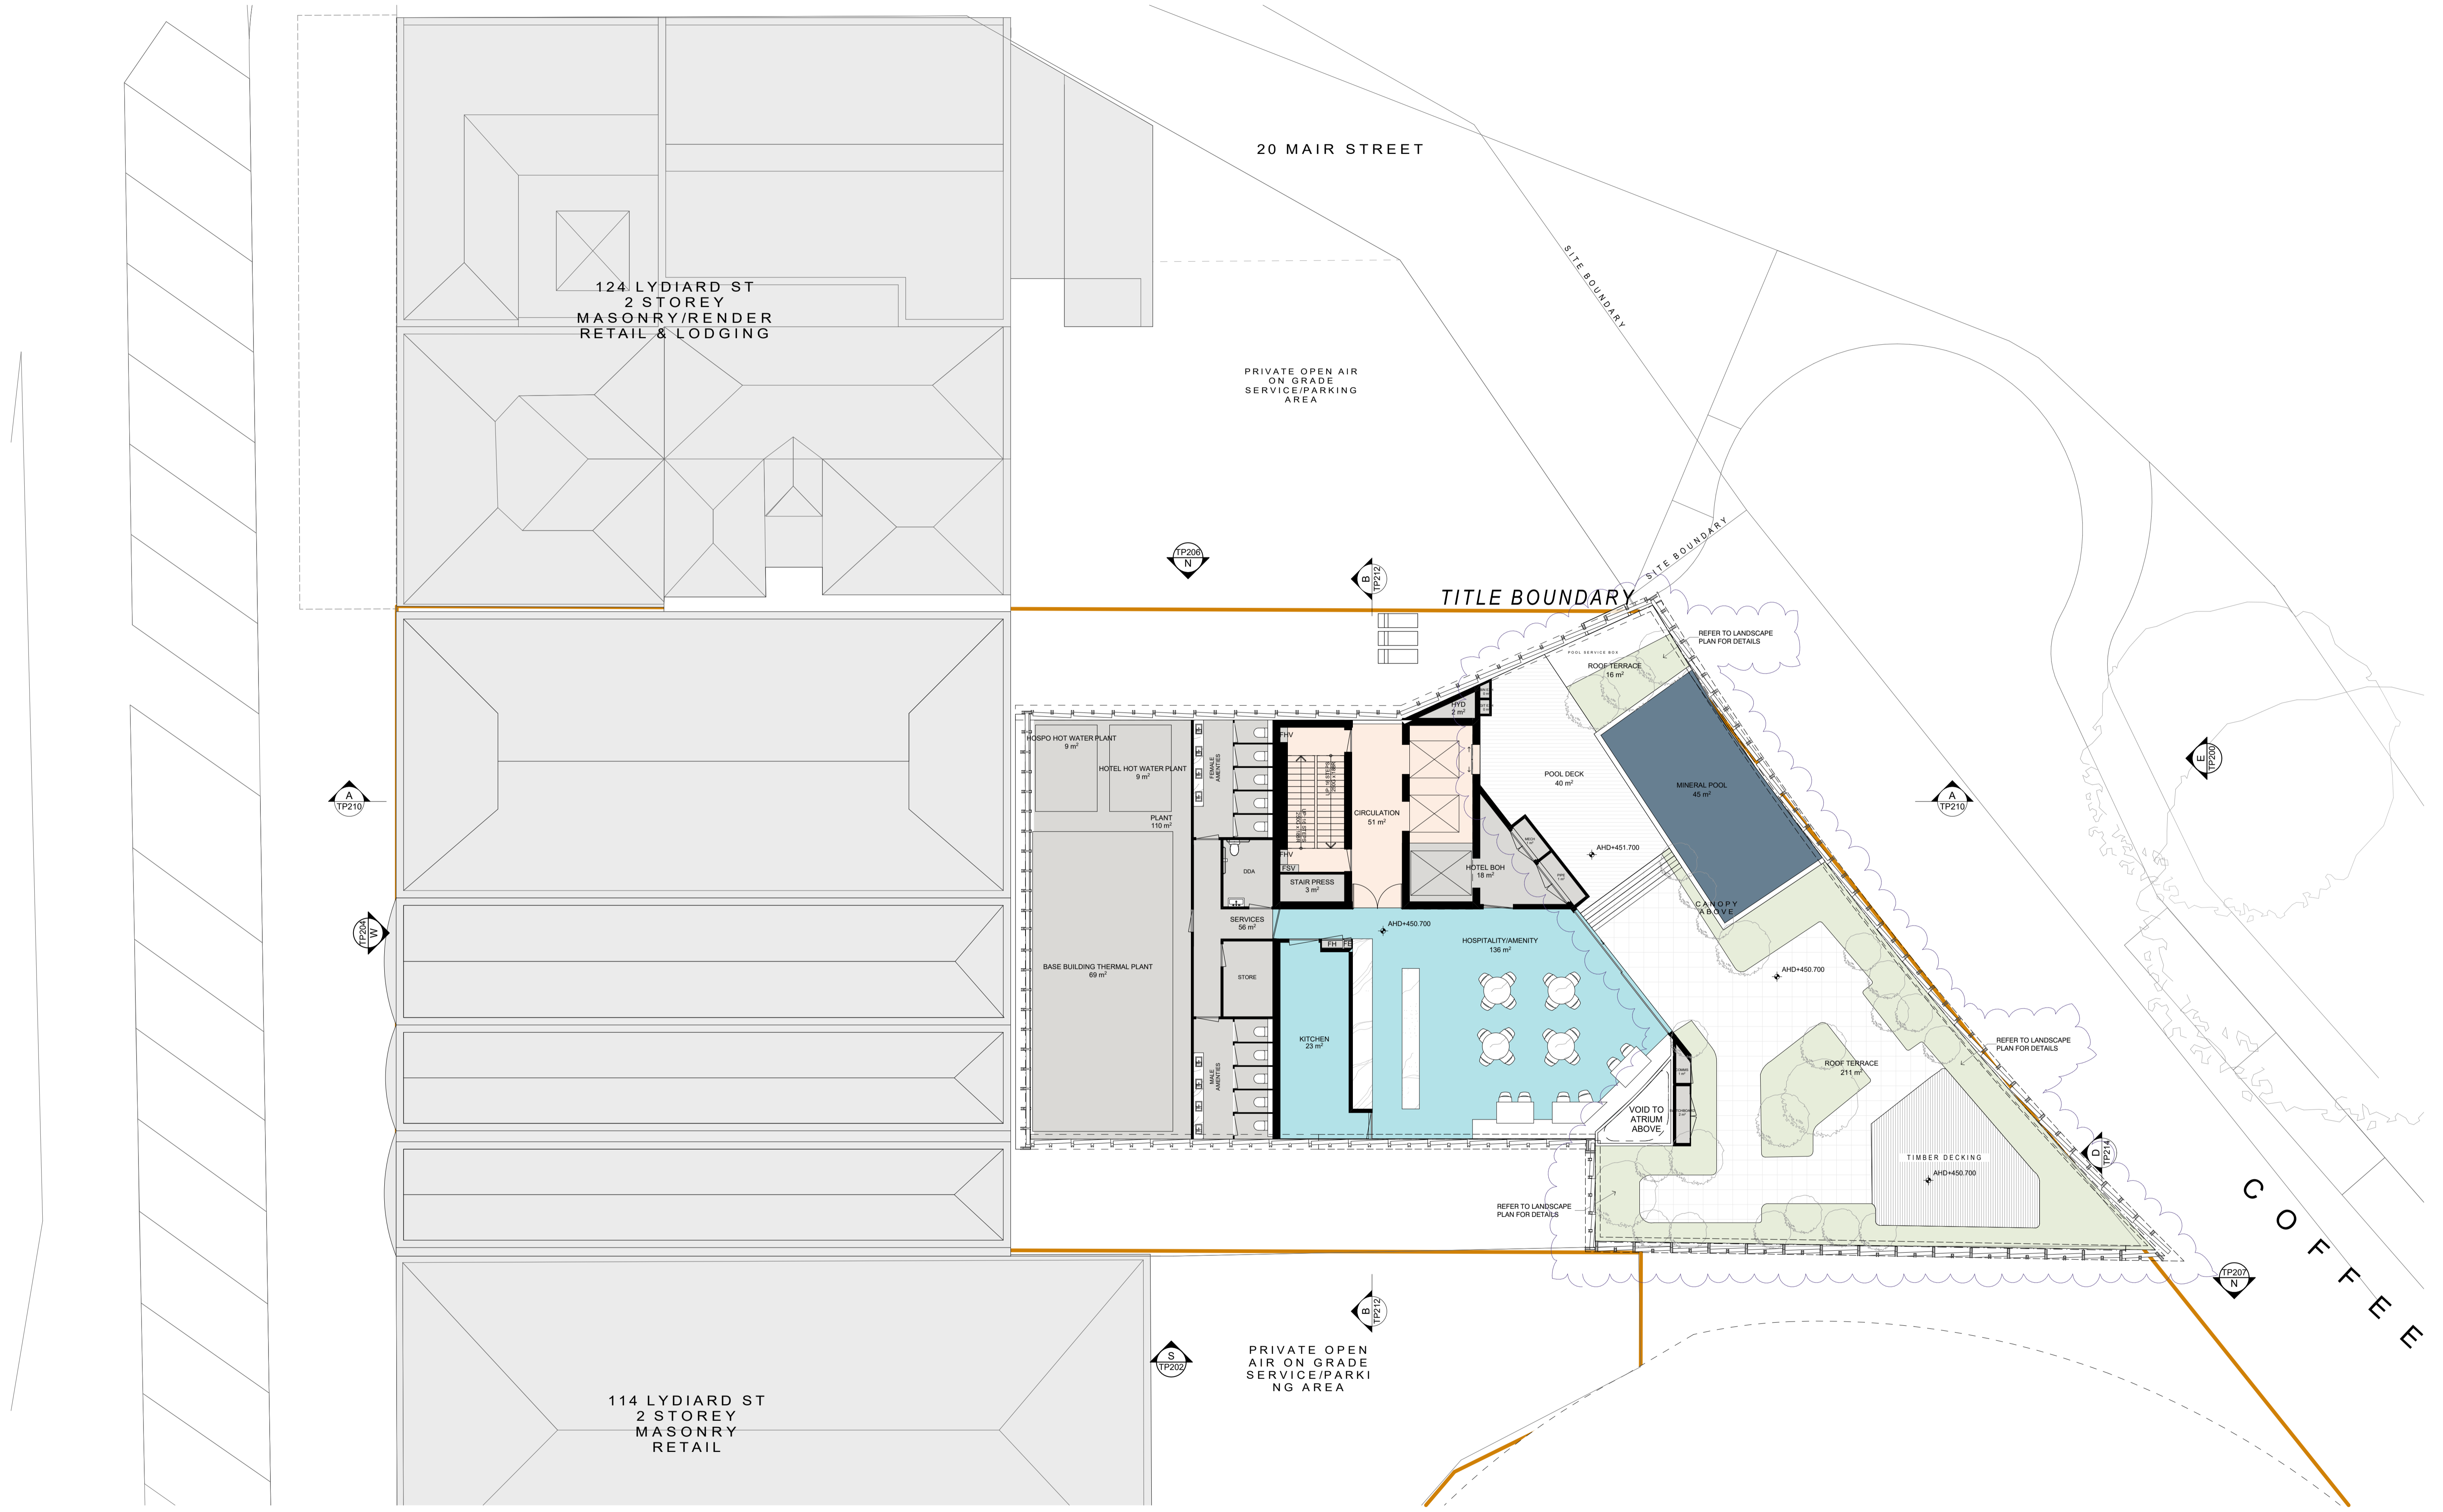 20 MAIR STREET
SITE BOUNDARY
124 LYDIARD ST
2 STOREY
MASONRY/RENDER
RETAIL & LODGING
PRIVATE OPEN AIR
ON GRADE
SERVICE/PARKING
AREA
SITE BOUNDARY
TP206
N
B
TP212
TITLE BOUNDARY
REFER TO LANDSCAPE
PLAN FOR DETAILS
POOL SERVICE BOX
ROOF TERRACE
16 m²
HYD
2 m²
HOSPO HOT WATER PLANT
9 m²
HOTEL HOT WATER PLANT
9 m²
FEMALE
AMENTIES
FHV
POOL DECK
40 m²
MINERAL POOL
45 m²
E
TP200
A
TP210
A
TP210
PLANT
110 m²
CIRCULATION
51 m²
AHD+451.700
FHV
FSV
DDA
STAIR PRESS
3 m²
HOTEL BOH
18 m²
CANOPY
ABOVE
SERVICES
56 m²
AHD+450.700
TP204
W
FH
FE
HOSPITALITY/AMENITY
136 m²
BASE BUILDING THERMAL PLANT
69 m²
STORE
AHD+450.700
KITCHEN
23 m²
REFER TO LANDSCAPE
PLAN FOR DETAILS
ROOF TERRACE
211 m²
MALE
AMENTIES
VOID TO
ATRIUM
ABOVE
TIMBER DECKING
AHD+450.700
D
TP214
REFER TO LANDSCAPE
PLAN FOR DETAILS
COFFEE
TP207
N
B
TP212
S
TP202
PRIVATE OPEN
AIR ON GRADE
SERVICE/PARKI
NG AREA
114 LYDIARD ST
2 STOREY
MASONRY
RETAIL